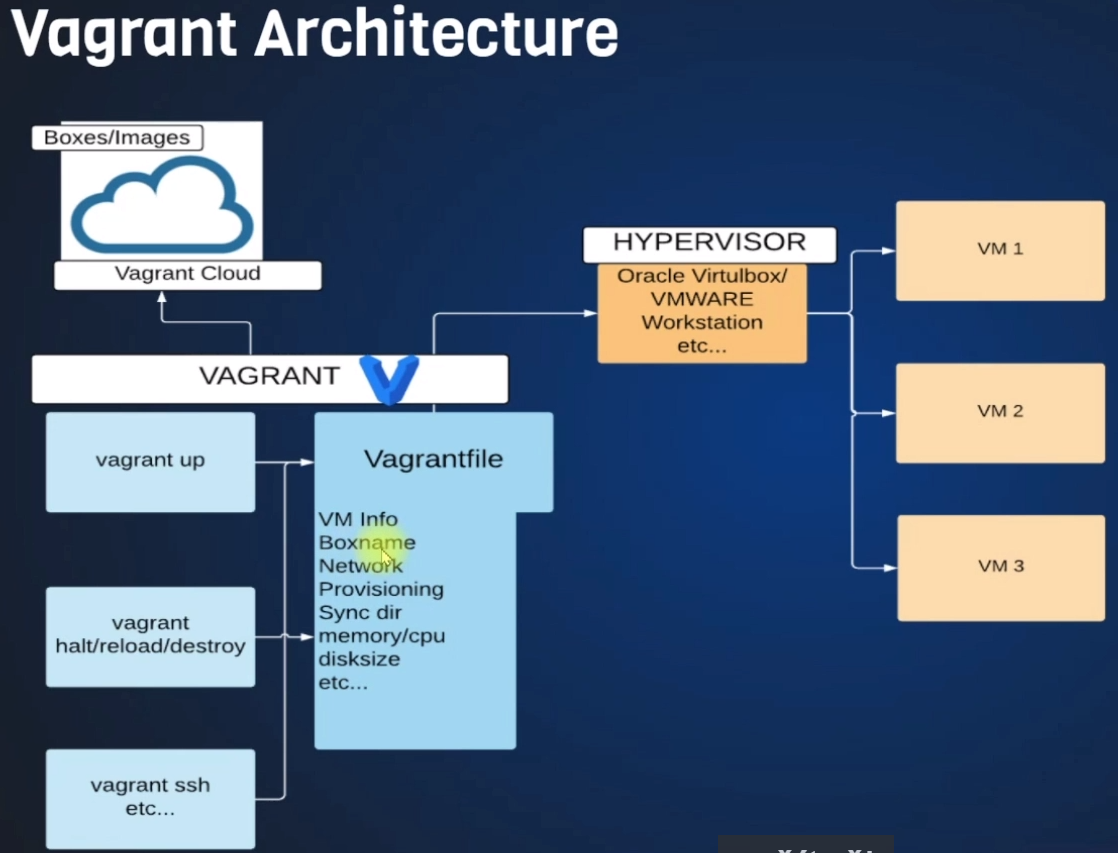 Vagrant Architecture
Boxes/Images
Vagrant Cloud
VAGRANT
HYPERVISOR
Oracle Virtulbox/
VMWARE
Workstation
etc...
VM 1
VM 2
VM 3
vagrant up
vagrant
halt/reload/destroy
vagrant ssh
etc...
Vagrantfile
VM Info
Boxname
Network
Provisioning
Sync dir
memory/cpu
disksize
etc...